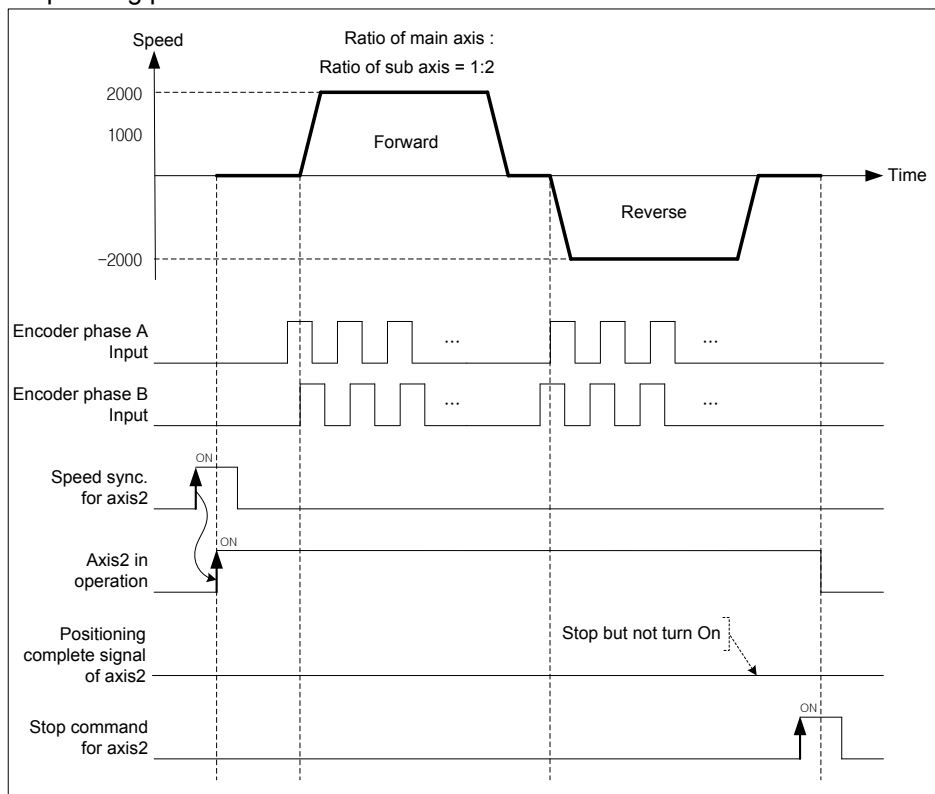 Speed
Ratio of main axis :
Ratio of sub axis = 1:2
2000
1000
Forward
Time
Reverse
−2000
Encoder phase A
Input
...
...
Encoder phase B
Input
...
...
ON
Speed sync.
for axis2
ON
Axis2 in
operation
Positioning
complete signal
of axis2
Stop but not turn On
ON
Stop command
for axis2